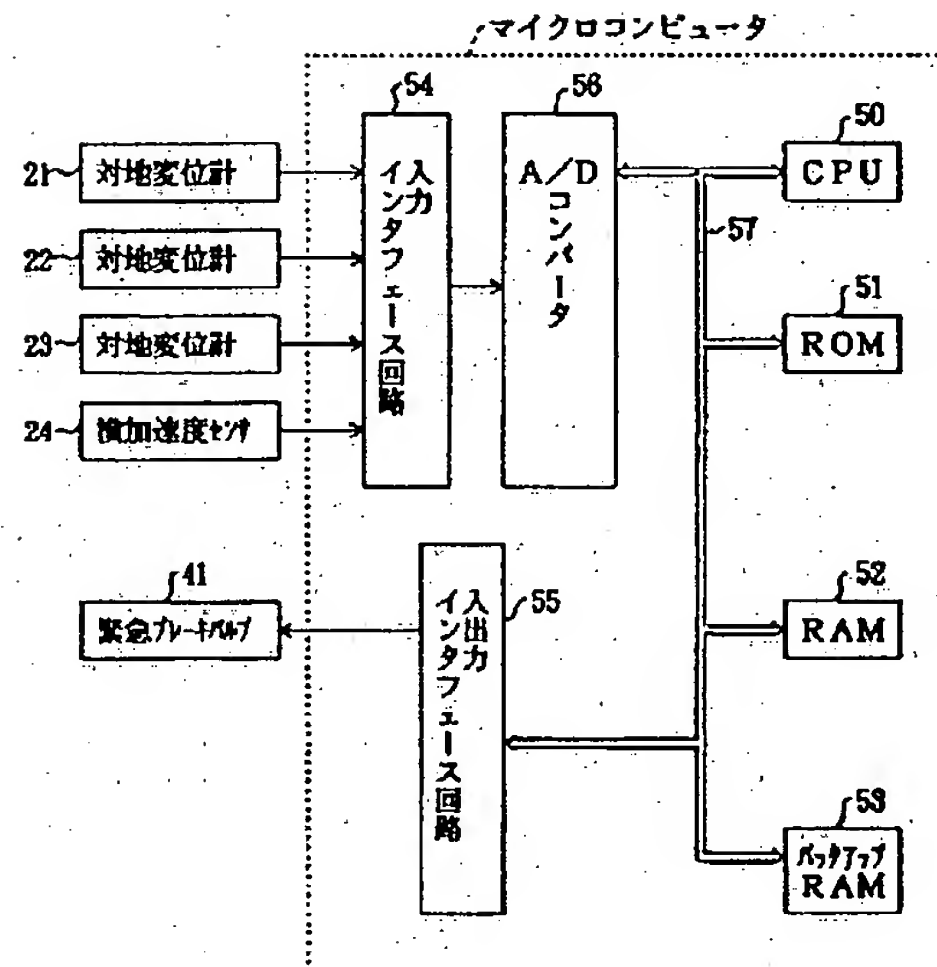 マイクロコンピュータ
54
56
50
21
対地変位計
入力
インタフェース回路
A/D
コンバータ
CPU
57
22
対地変位計
51
ROM
23
対地変位計
24
横加速度センサ
41
緊急ブレーキバルブ
入出力
インタフェース回路
55
52
RAM
53
バックアップ
RAM